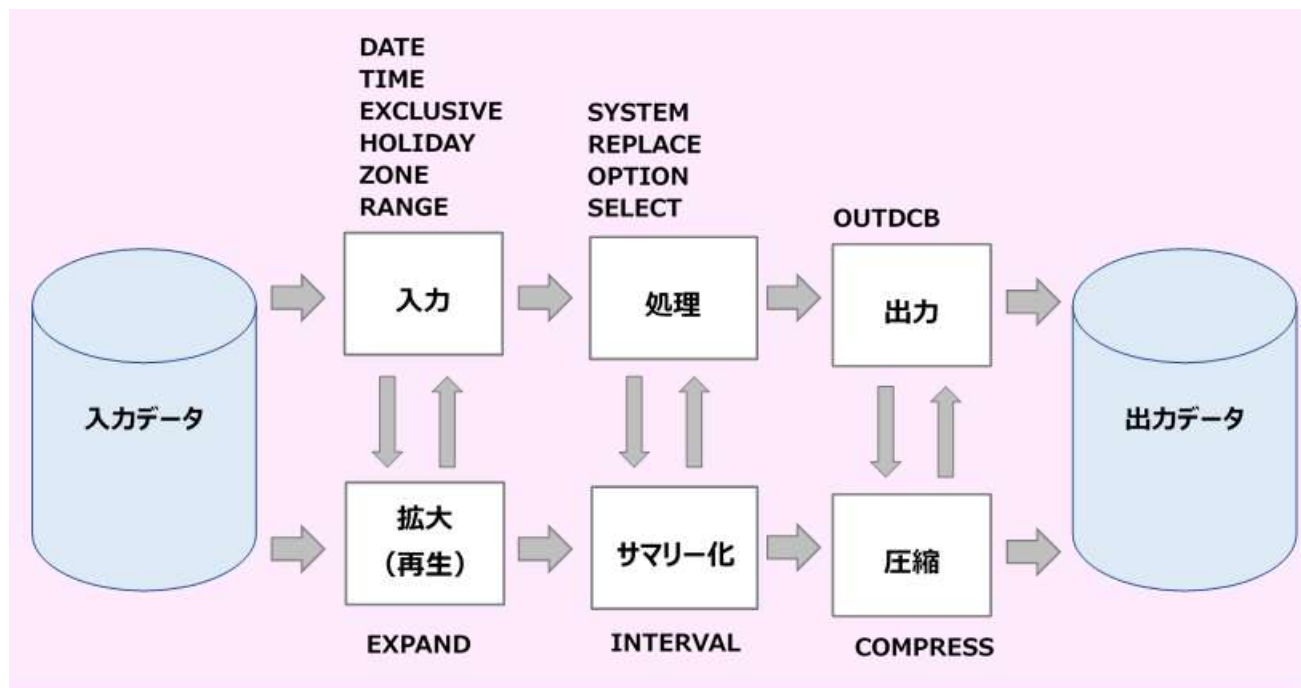 DATE
TIME
EXCLUSIVE
HOLIDAY
ZONE
RANGE
SYSTEM
REPLACE
OPTION
SELECT
OUTDCB
入力
処理
出力
入力データ
出力データ
拡大
（再生）
サマリー化
圧縮
EXPAND
INTERVAL
COMPRESS